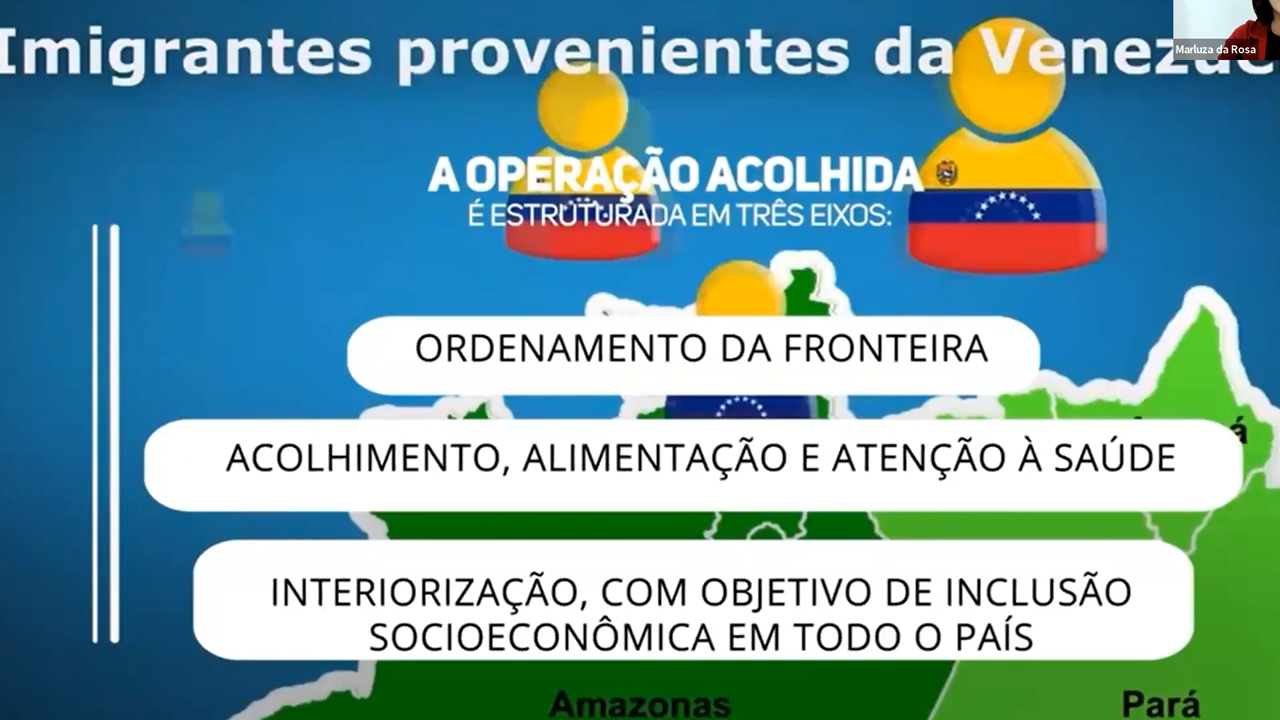 Imigrantes provenientes da Venezue
Marluza da Rosa
A OPERAÇÃO ACOLHIDA
É ESTRUTURADA EM TRÊS EIXOS:
ORDENAMENTO DA FRONTEIRA
ACOLHIMENTO, ALIMENTAÇÃO E ATENÇÃO À SAÚDE
INTERIORIZAÇÃO, COM OBJETIVO DE INCLUSÃO
SOCIOECONÔMICA EM TODO O PAÍS
Amazonas
Pará